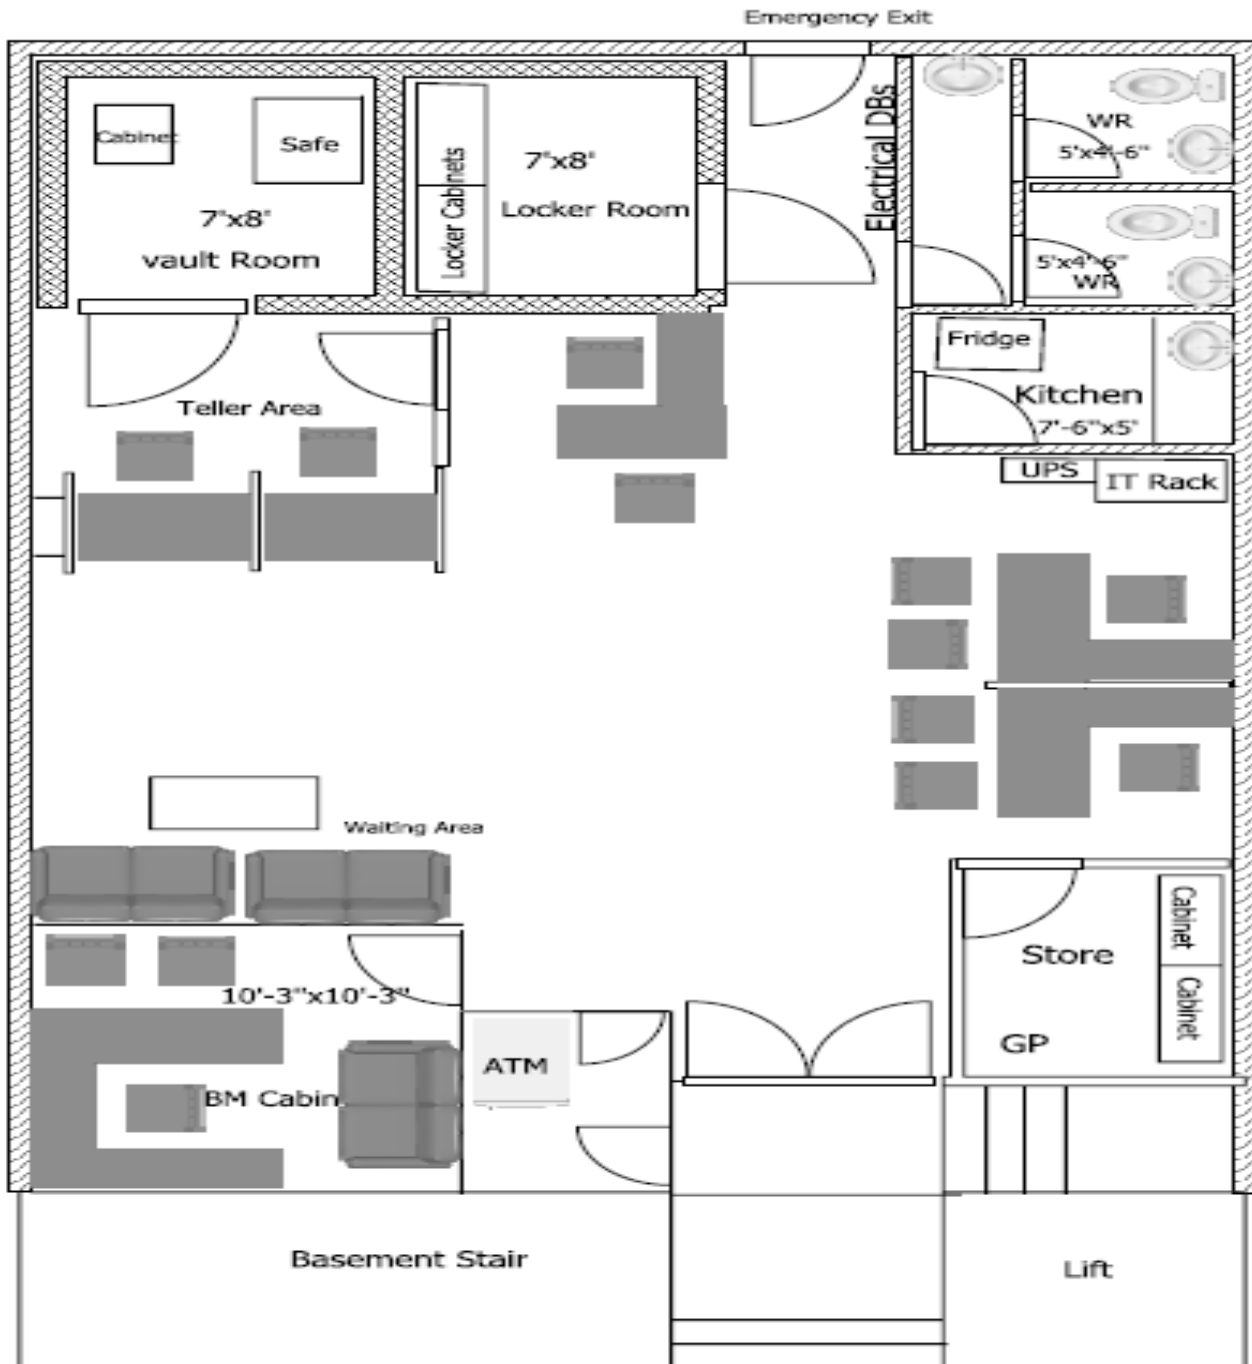 Emergency Exit
Cabinet
Safe
7'x8'
vault Room
Locker Cabinets
7'x8'
Locker Room
Electrical DBs
WR
5'x4'-6"
5'x4'-6"
WR
Fridge
Kitchen
7'-6"x5'
Teller Area
UPS
IT Rack
Waiting Area
10'-3"x10'-3"
BM Cabin
ATM
Store
GP
Cabinet
Cabinet
Basement Stair
Lift